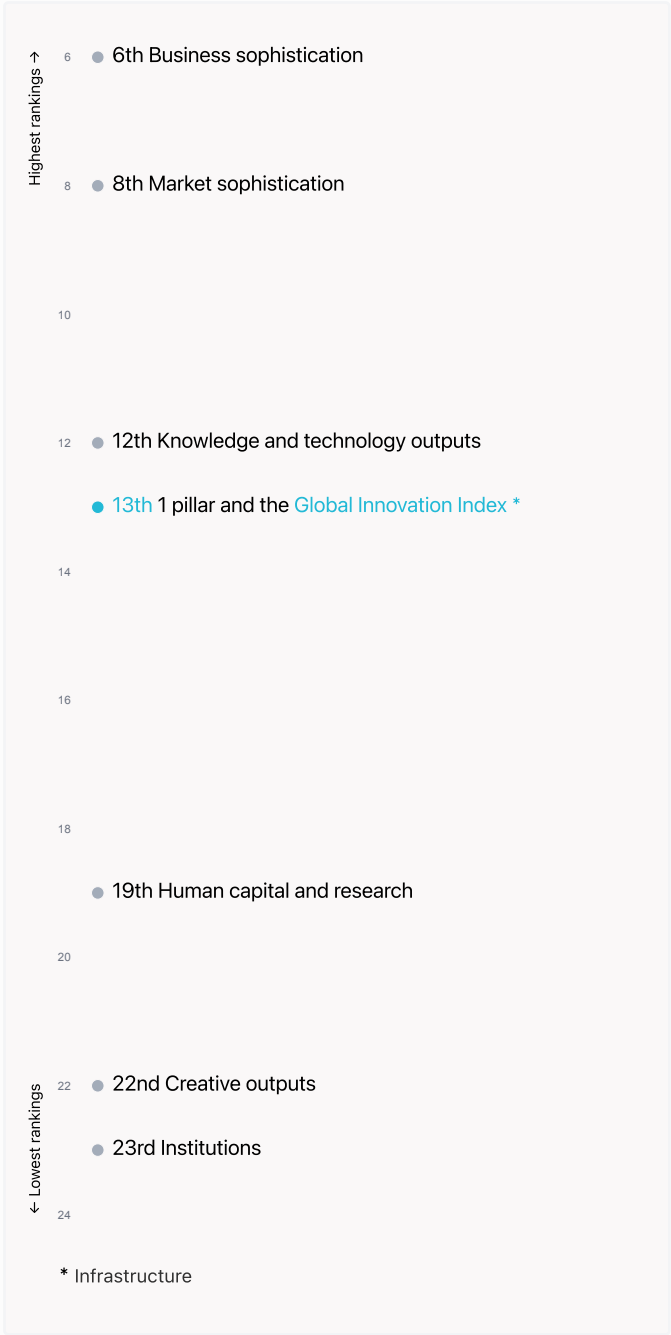 Highest rankings →
6
6th Business sophistication
8
8th Market sophistication
10
12
12th Knowledge and technology outputs
13th 1 pillar and the Global Innovation Index *
14
16
18
19th Human capital and research
20
22
22nd Creative outputs
23rd Institutions
← Lowest rankings
24
* Infrastructure